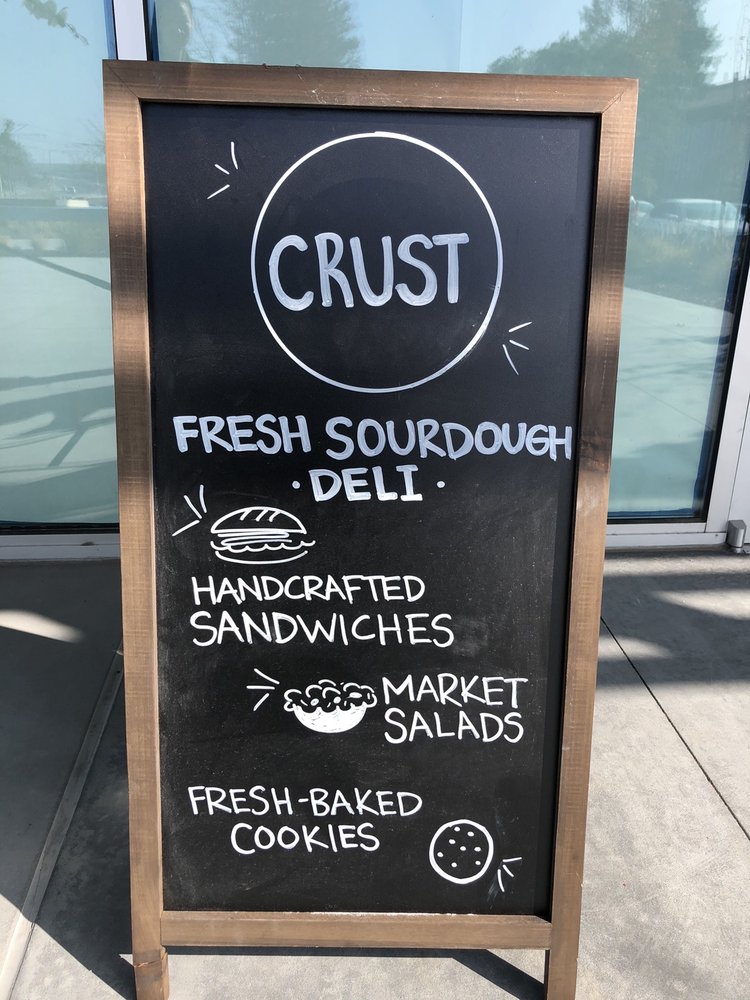 CRUST
FRESH SOURDOUGH
· DELI ·
HANDCRAFTED
SANDWICHES
MARKET
SALADS
FRESH-BAKED
COOKIES